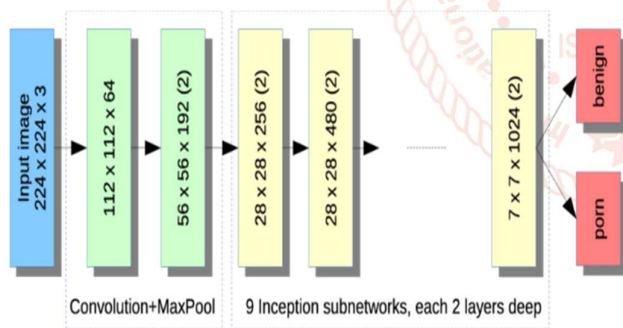 Input image
224 x 224 x 3
112 x 112 x 64
56 x 56 x 192 (2)
28 x 28 x 256 (2)
28 x 28 x 480 (2)
7 x 7 x 1024 (2)
benign
porn
Convolution+MaxPool
9 Inception subnetworks, each 2 layers deep